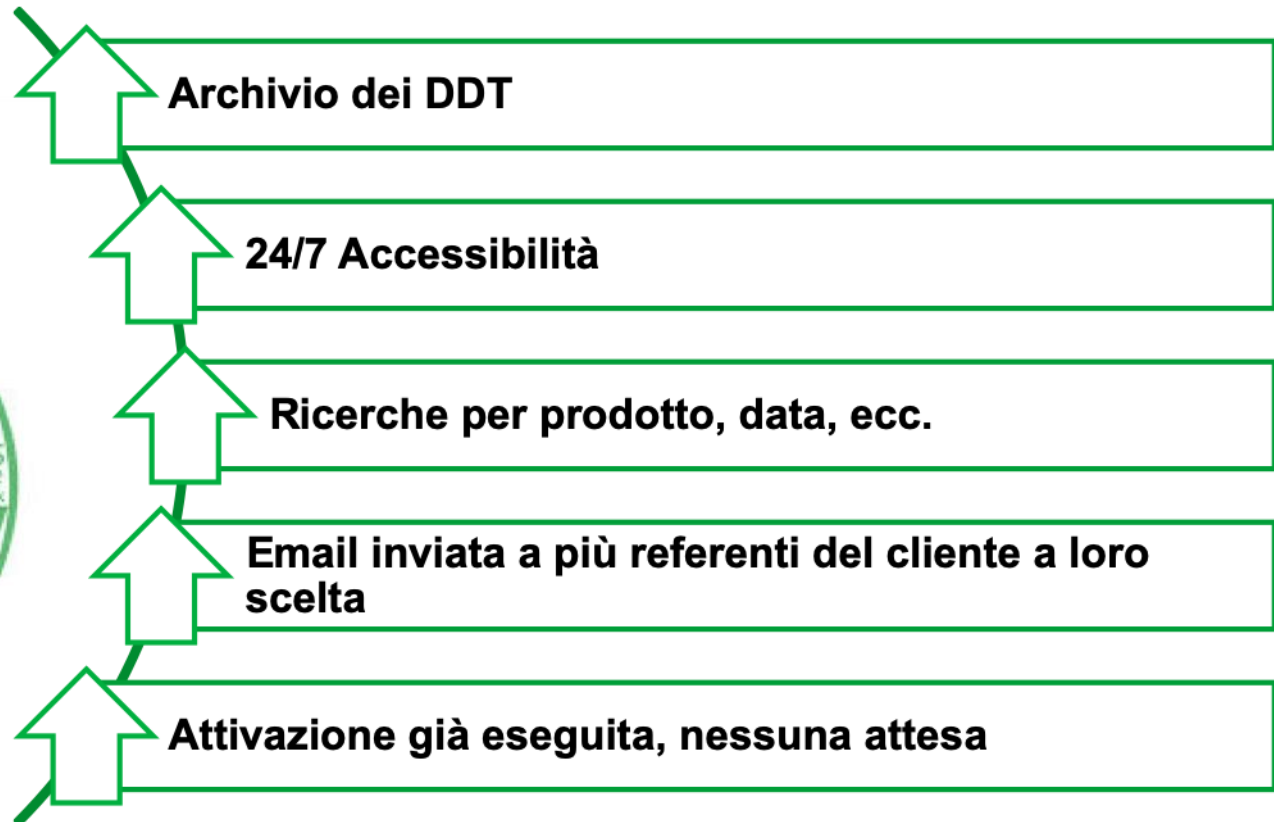 Archivio dei DDT
24/7 Accessibilità
Ricerche per prodotto, data, ecc.
Email inviata a più referenti del cliente a loro
scelta
Attivazione già eseguita, nessuna attesa